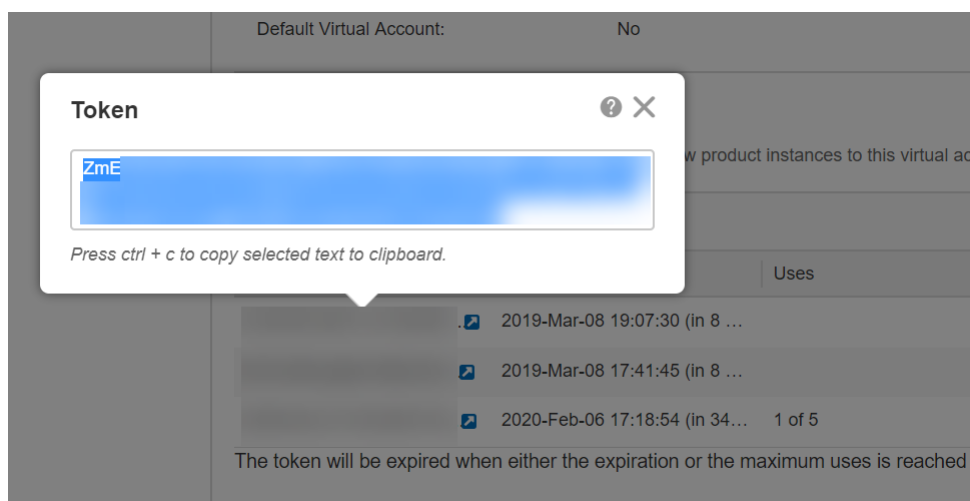 Default Virtual Account: No
Token
w product instances to this virtual ac
ZmE
Press ctrl + c to copy selected text to clipboard.
Uses
2019-Mar-08 19:07:30 (in 8 …
2019-Mar-08 17:41:45 (in 8 …
2020-Feb-06 17:18:54 (in 34… 1 of 5
The token will be expired when either the expiration or the maximum uses is reached